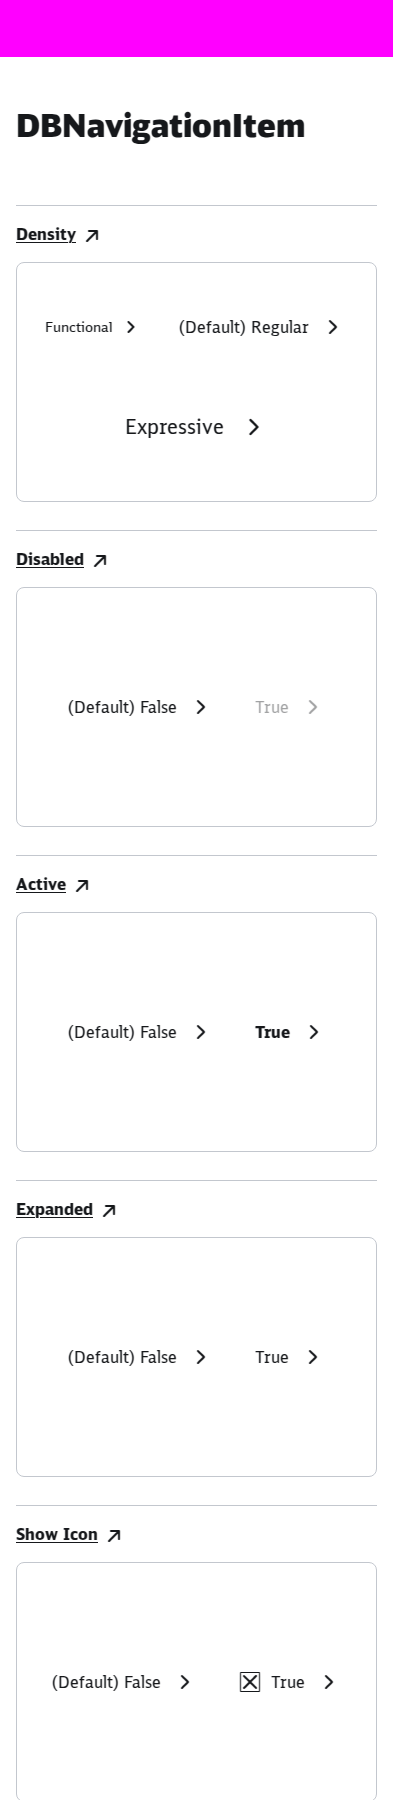 DBNavigationItem
Density
Functional (Default) Regular
Expressive
Disabled
(Default) False True
Active
(Default) False True
Expanded
(Default) False True
Show Icon
(Default) False True